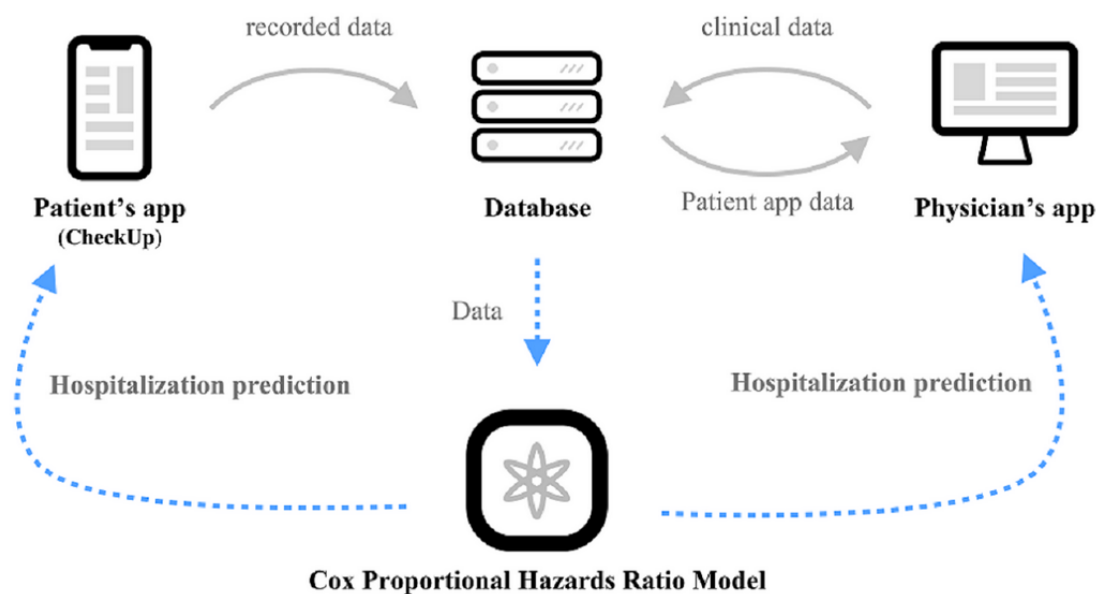 recorded data
clinical data
Patient’s app
(CheckUp)
Database
Patient app data
Physician’s app
Data
Hospitalization prediction
Hospitalization prediction
Cox Proportional Hazards Ratio Model